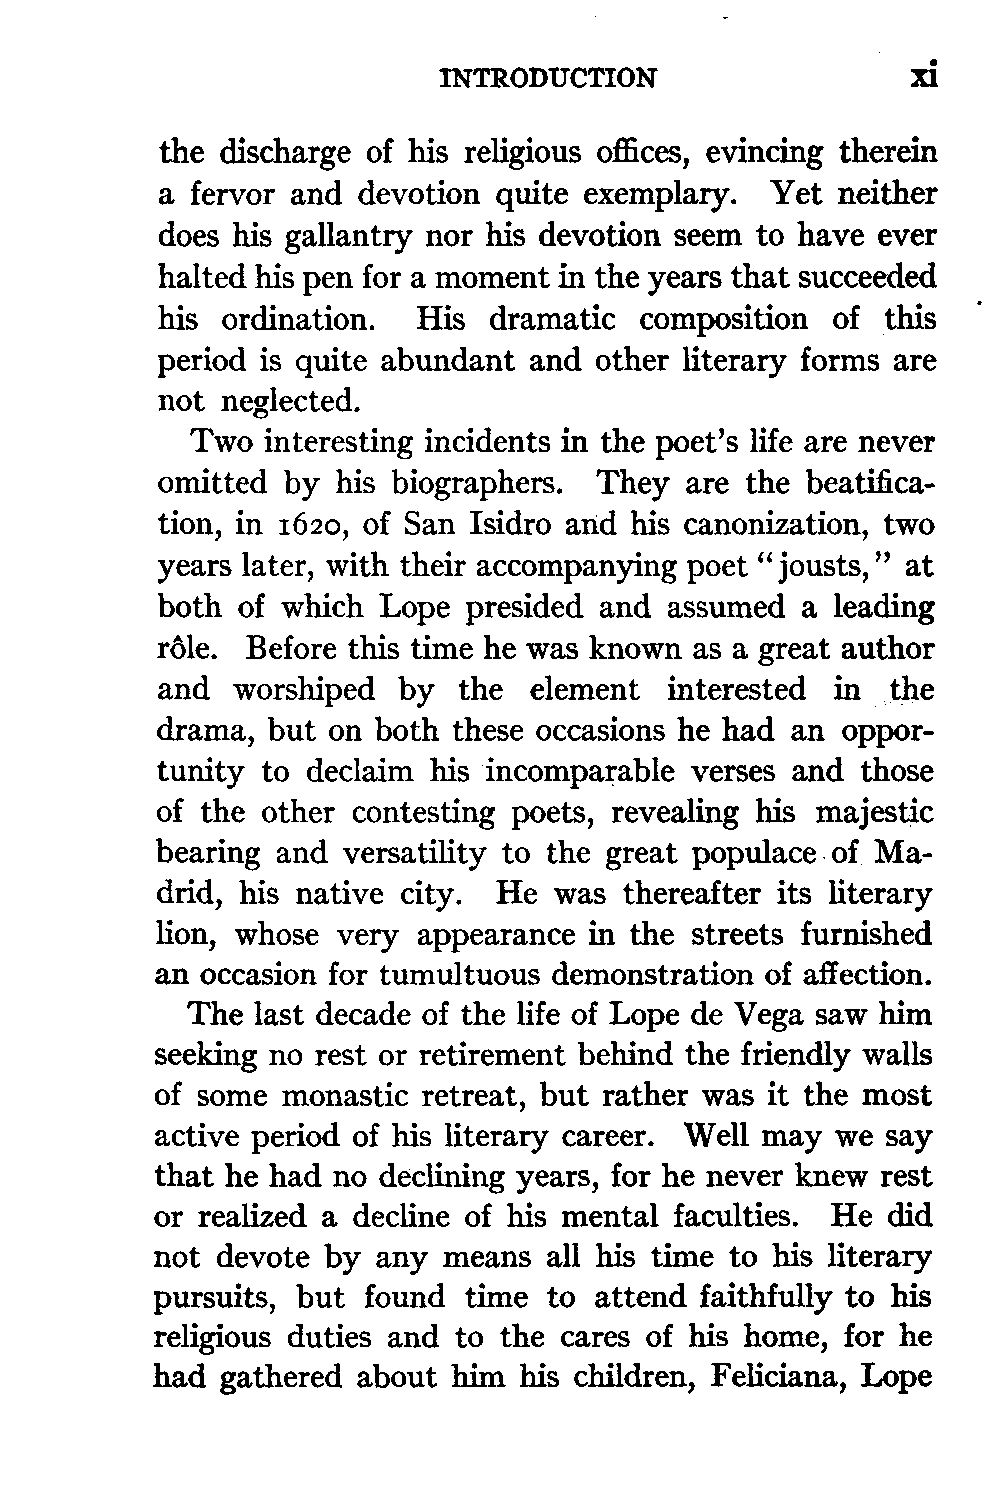 INTRODUCTION xi
the discharge of his religious offices, evincing therein
a fervor and devotion quite exemplary. Yet neither
does his gallantry nor his devotion seem to have ever
halted his pen for a moment in the years that succeeded
his ordination. His dramatic composition of this
period is quite abundant and other literary forms are
not neglected.
Two interesting incidents in the poet's life are never
omitted by his biographers. They are the beatifica-
tion, in 1620, of San Isidro and his canonization, two
years later, with their accompanying poet "jousts," at
both of which Lope presided and assumed a leading
rôle. Before this time he was known as a great author
and worshiped by the element interested in the
drama, but on both these occasions he had an oppor-
tunity to declaim his incomparable verses and those
of the other contesting poets, revealing his majestic
bearing and versatility to the great populace of Ma-
drid, his native city. He was thereafter its literary
lion, whose very appearance in the streets furnished
an occasion for tumultuous demonstration of affection.
The last decade of the life of Lope de Vega saw him
seeking no rest or retirement behind the friendly walls
of some monastic retreat, but rather was it the most
active period of his literary career. Well may we say
that he had no declining years, for he never knew rest
or realized a decline of his mental faculties. He did
not devote by any means all his time to his literary
pursuits, but found time to attend faithfully to his
religious duties and to the cares of his home, for he
had gathered about him his children, Feliciana, Lope